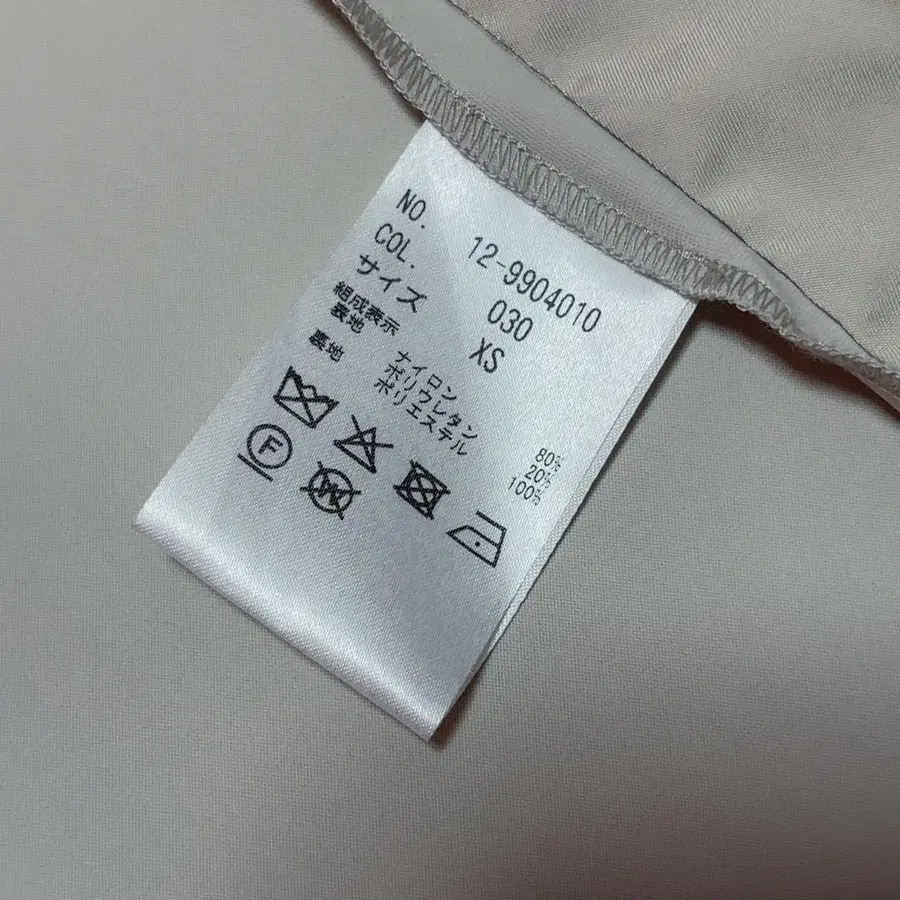 NO. 12-9904010
COL. 030
サイズ XS
組成表示
表地 ナイロン 80%
ポリウレタン 20%
裏地 ポリエステル 100%
F
W